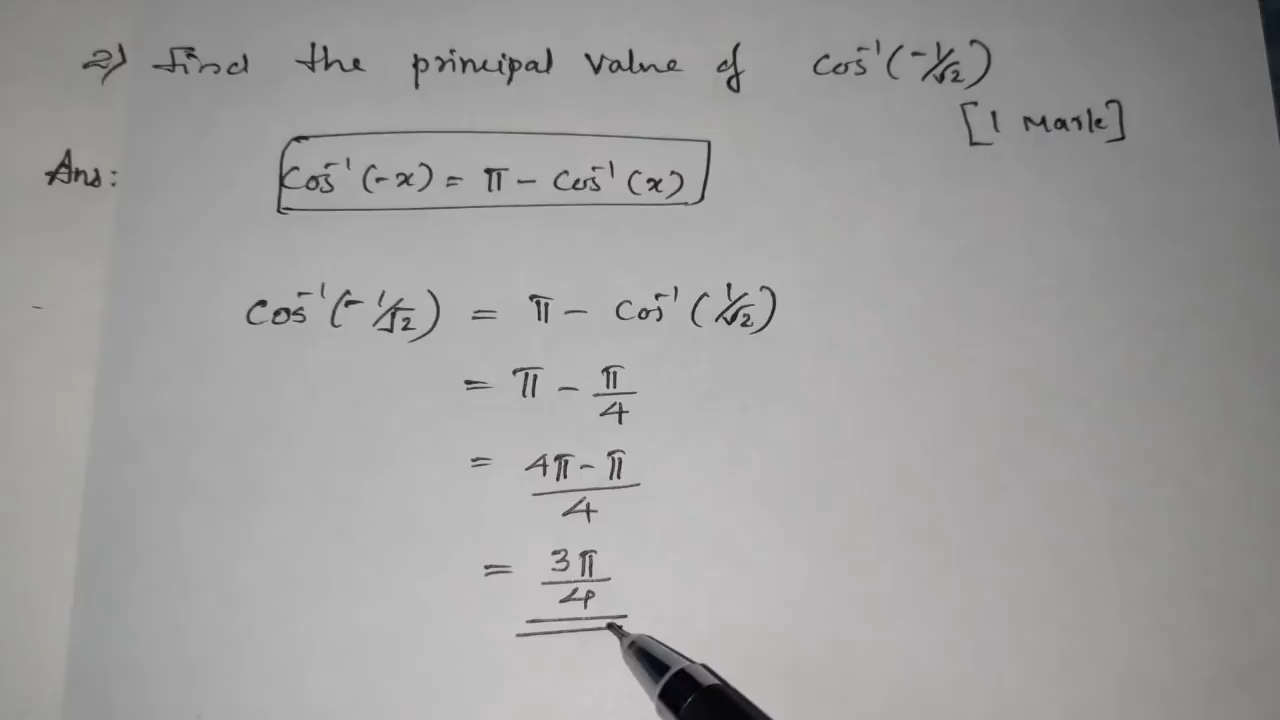 2) Find the principal value of cos⁻¹(-1/√2)
[1 Mark]
Ans: cos⁻¹(-x) = π - cos⁻¹(x)
cos⁻¹(-1/√2) = π - cos⁻¹(1/√2)
= π - π/4
= (4π - π)/4
= 3π/4